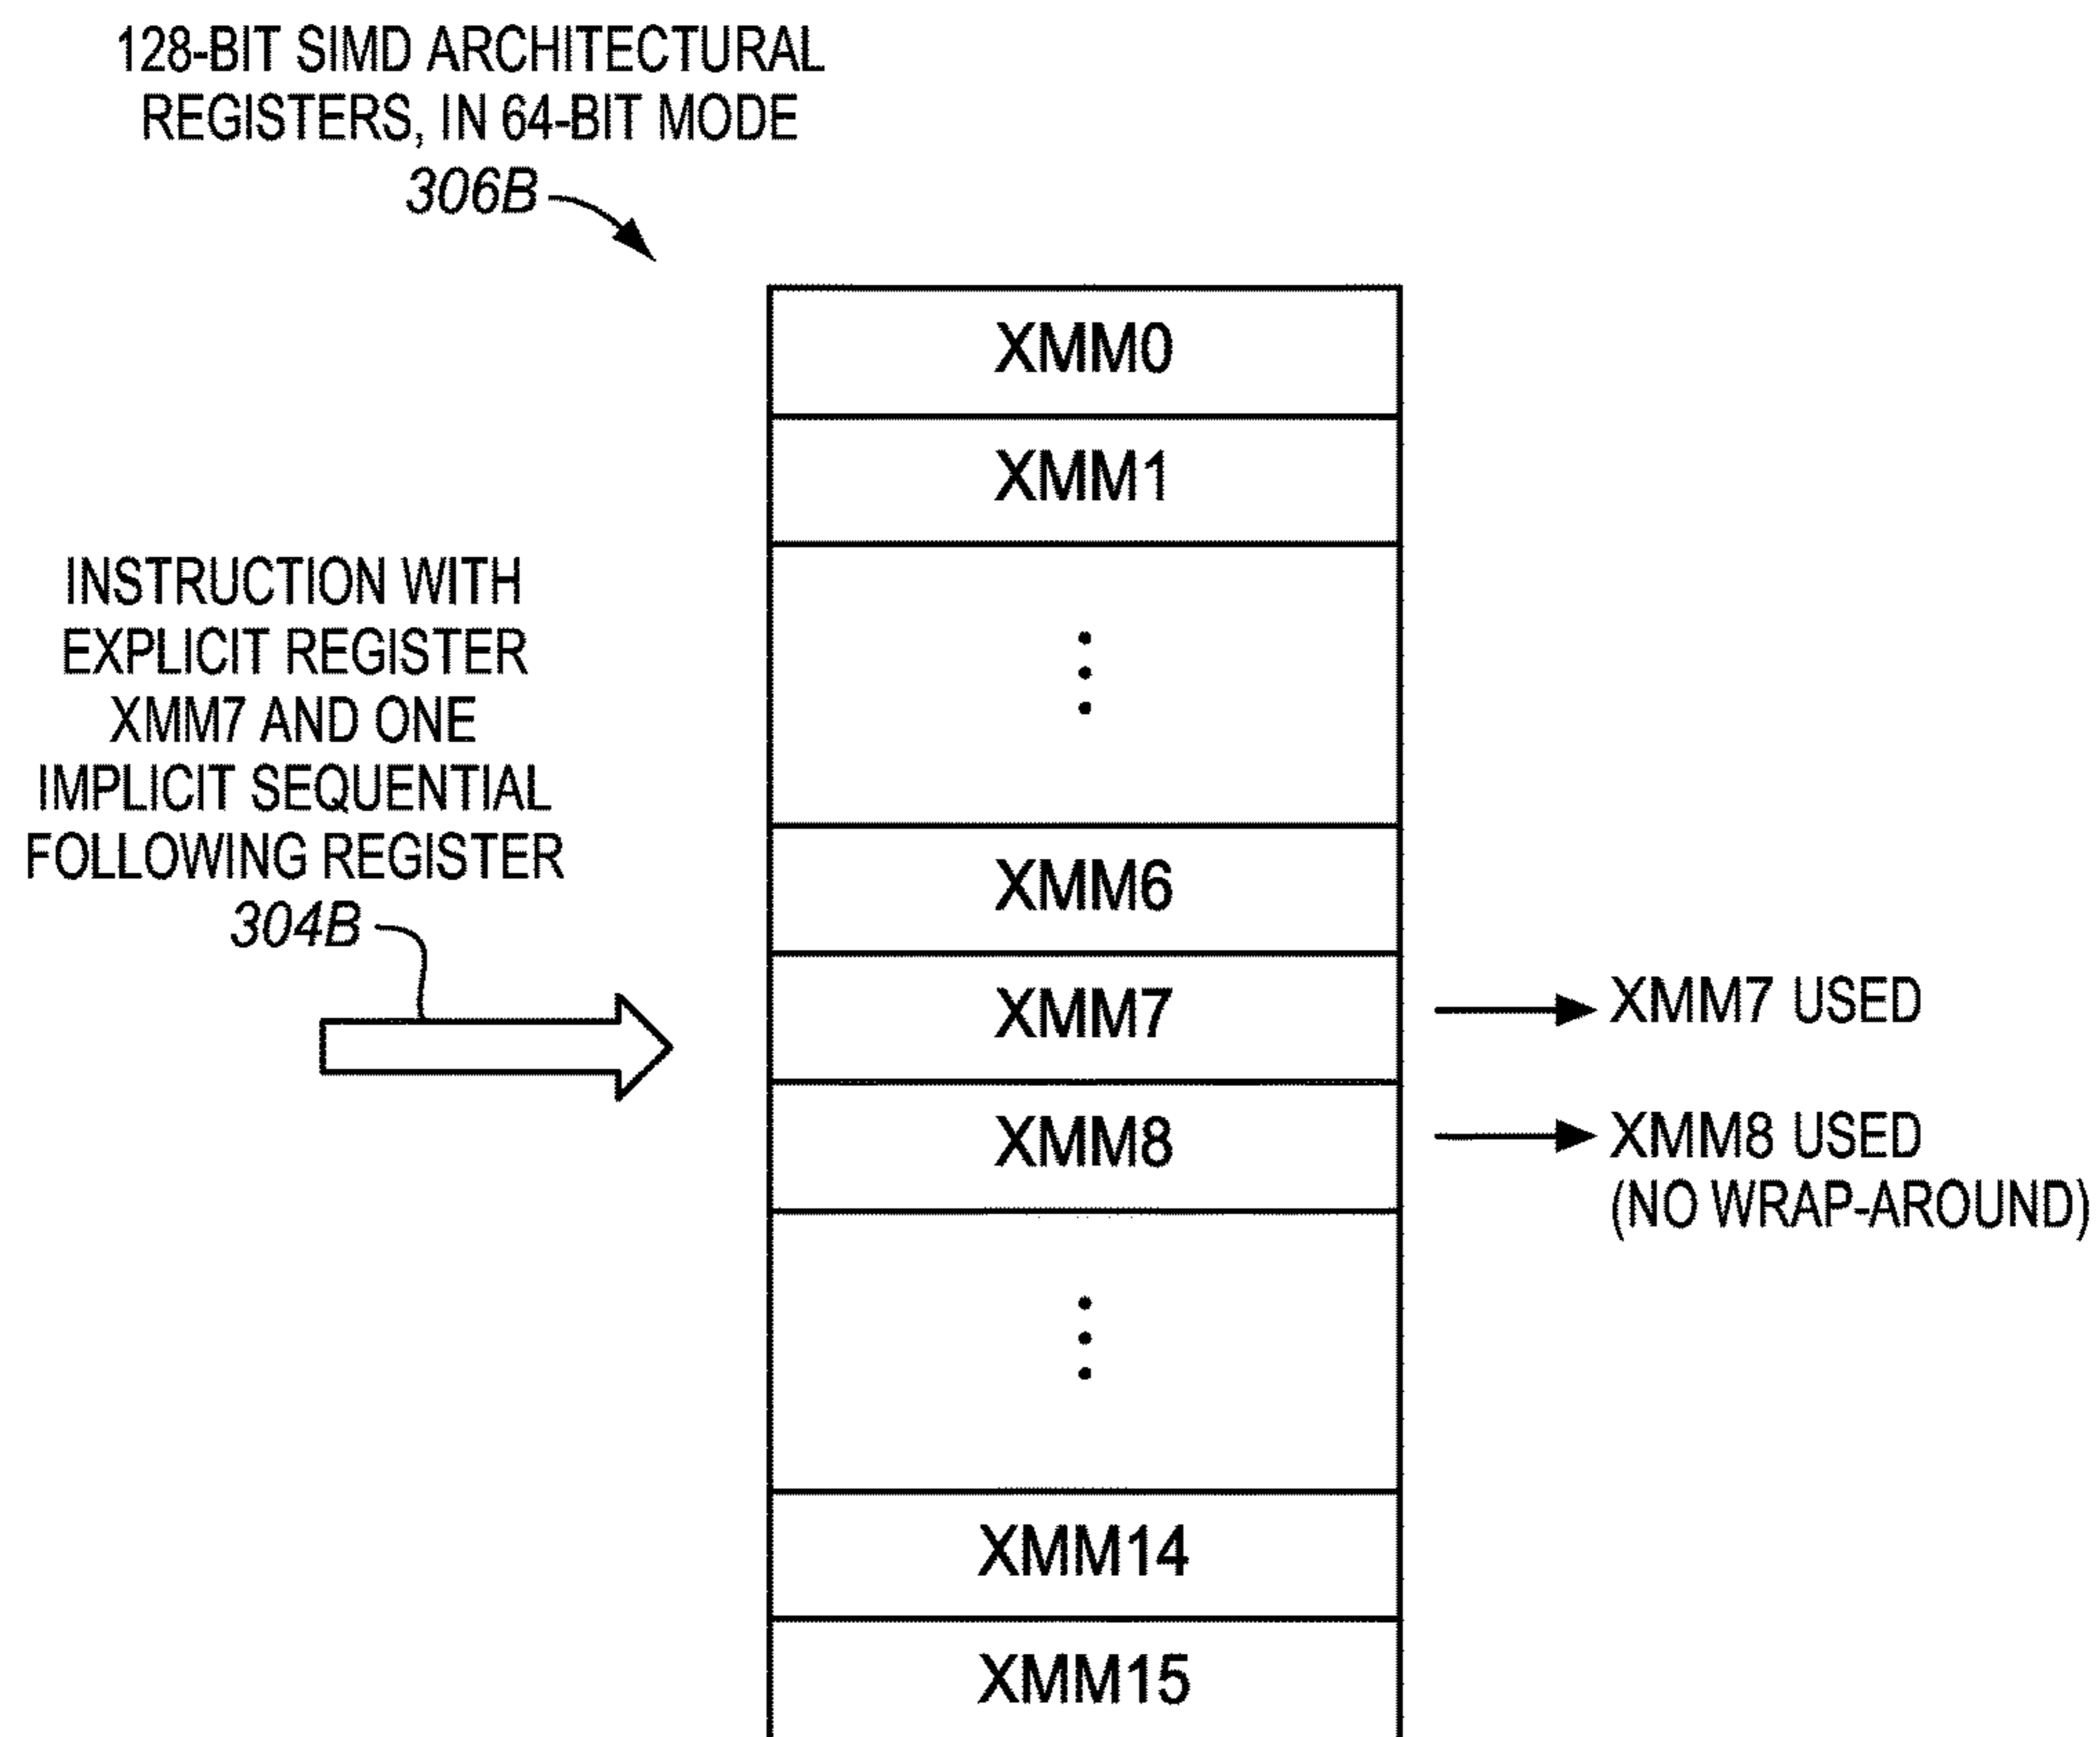 128-BIT SIMD ARCHITECTURAL
REGISTERS, IN 64-BIT MODE
306B
XMM0
XMM1
INSTRUCTION WITH
EXPLICIT REGISTER
XMM7 AND ONE
IMPLICIT SEQUENTIAL
FOLLOWING REGISTER
304B
XMM6
XMM7
XMM7 USED
XMM8
XMM8 USED
(NO WRAP-AROUND)
XMM14
XMM15